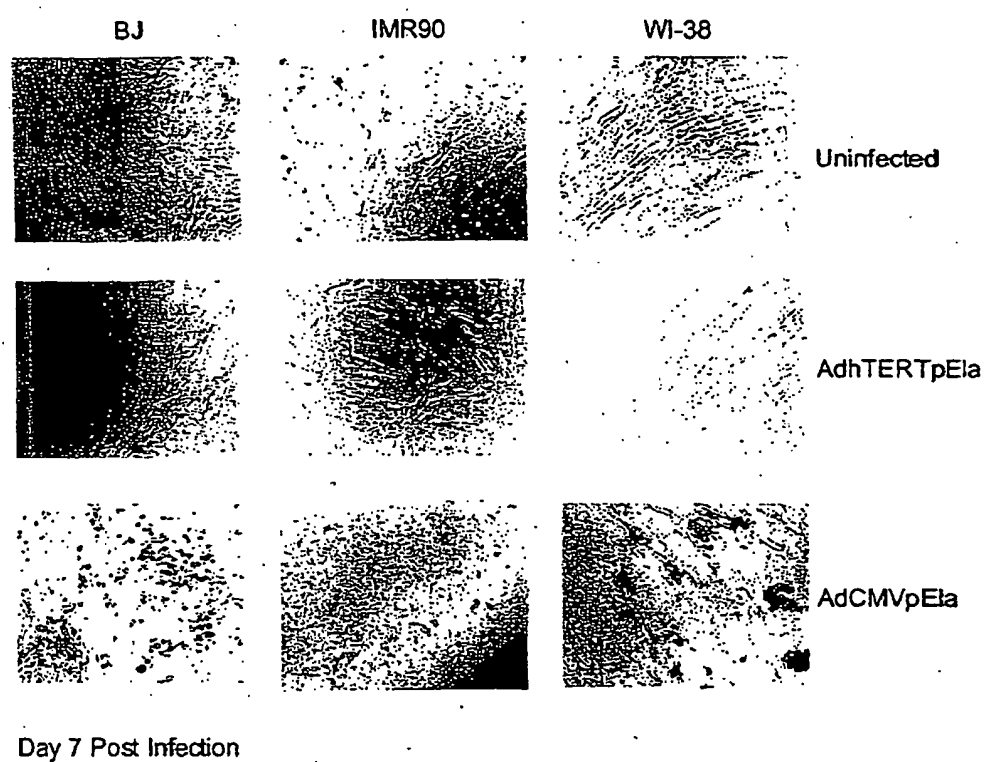 BJ IMR90 WI-38
Uninfected
AdhTERTpEla
AdCMVpEla
Day 7 Post Infection